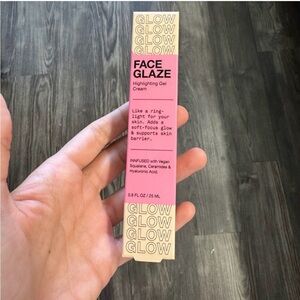 GLOW
GLOW
GLOW
GLOW
FACE
GLAZE
Highlighting Gel
Cream
Like a ring-
light for your
skin. Adds a
soft-focus glow
& supports skin
barrier.
INNFUSED with Vegan
Squalane, Ceramides &
Hyaluronic Acid.
0.8 FL OZ / 25 ML
GLOW
GLOW
GLOW
GLOW